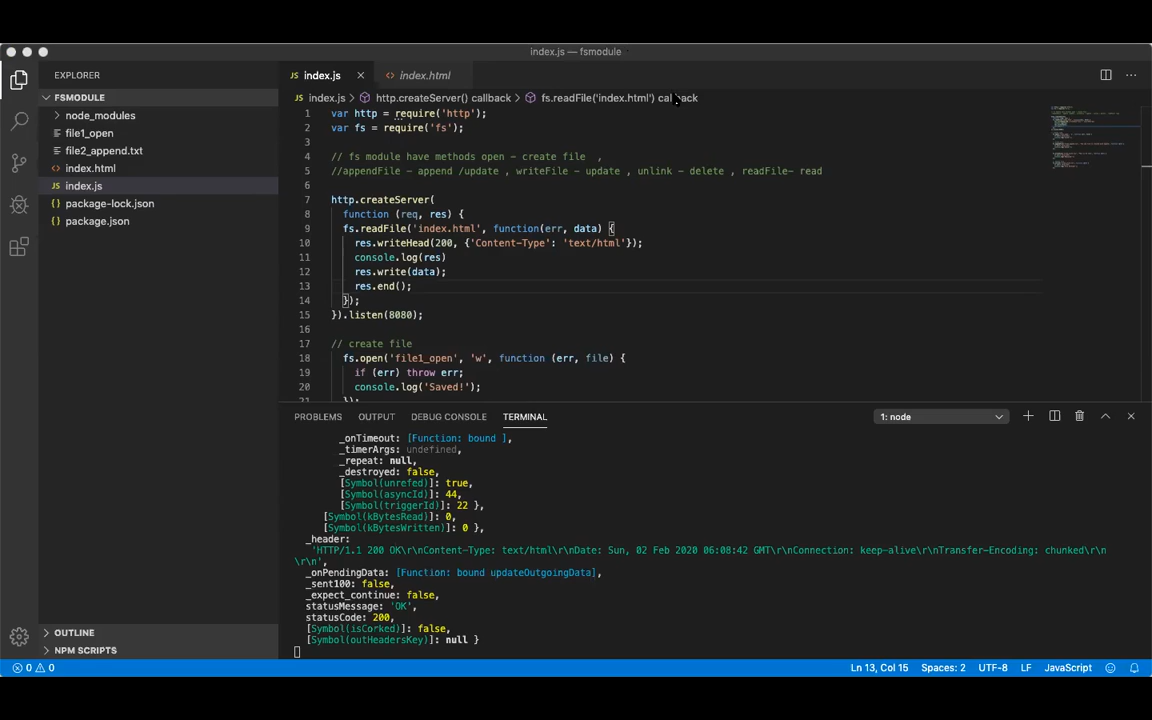 index.js — fsmodule
EXPLORER
FSMODULE
node_modules
file1_open
file2_append.txt
index.html
JS index.js
{} package-lock.json
{} package.json
OUTLINE
NPM SCRIPTS
JS index.js ×
<> index.html
JS index.js > http.createServer() callback > fs.readFile('index.html') callback
1 var http = require('http');
2 var fs = require('fs');
3
4 // fs module have methods open - create file ,
5 //appendFile - append /update , writeFile - update , unlink - delete , readFile- read
6
7 http.createServer(
8 function (req, res) {
9 fs.readFile('index.html', function(err, data) {
10 res.writeHead(200, {'Content-Type': 'text/html'});
11 console.log(res)
12 res.write(data);
13 res.end();
14 });
15 }).listen(8080);
16
17 // create file
18 fs.open('file1_open', 'w', function (err, file) {
19 if (err) throw err;
20 console.log('Saved!');
21 });
PROBLEMS OUTPUT DEBUG CONSOLE TERMINAL 1: node
_onTimeout: [Function: bound ],
_timerArgs: undefined,
_repeat: null,
_destroyed: false,
[Symbol(unrefed)]: true,
[Symbol(asyncId)]: 44,
[Symbol(triggerId)]: 22 },
[Symbol(kBytesRead)]: 0,
[Symbol(kBytesWritten)]: 0 },
_header:
'HTTP/1.1 200 OK\r\nContent-Type: text/html\r\nDate: Sun, 02 Feb 2020 06:08:42 GMT\r\nConnection: keep-alive\r\nTransfer-Encoding: chunked\r\n
\r\n',
_onPendingData: [Function: bound updateOutgoingData],
_sent100: false,
_expect_continue: false,
statusMessage: 'OK',
statusCode: 200,
[Symbol(isCorked)]: false,
[Symbol(outHeadersKey)]: null }
0 0 Ln 13, Col 15 Spaces: 2 UTF-8 LF JavaScript